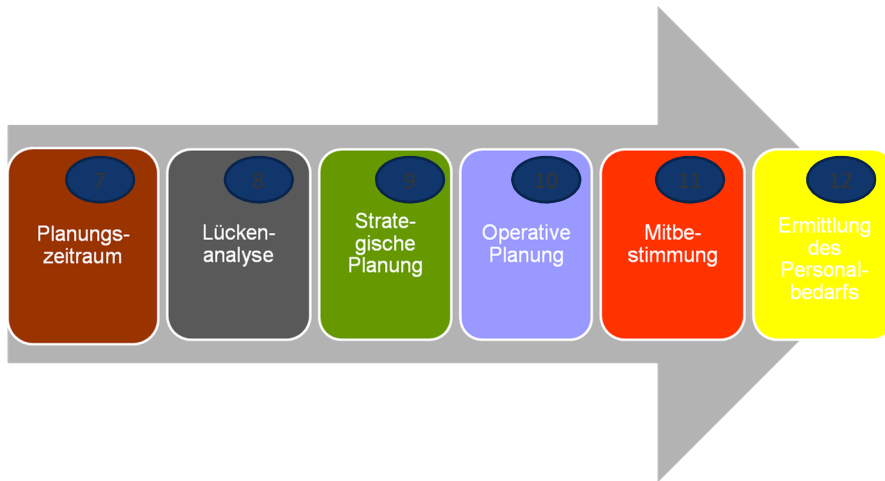 7
Planungs-
zeitraum
8
Lücken-
analyse
9
Strate-
gische
Planung
10
Operative
Planung
11
Mitbe-
stimmung
12
Ermittlung
des
Personal-
bedarfs